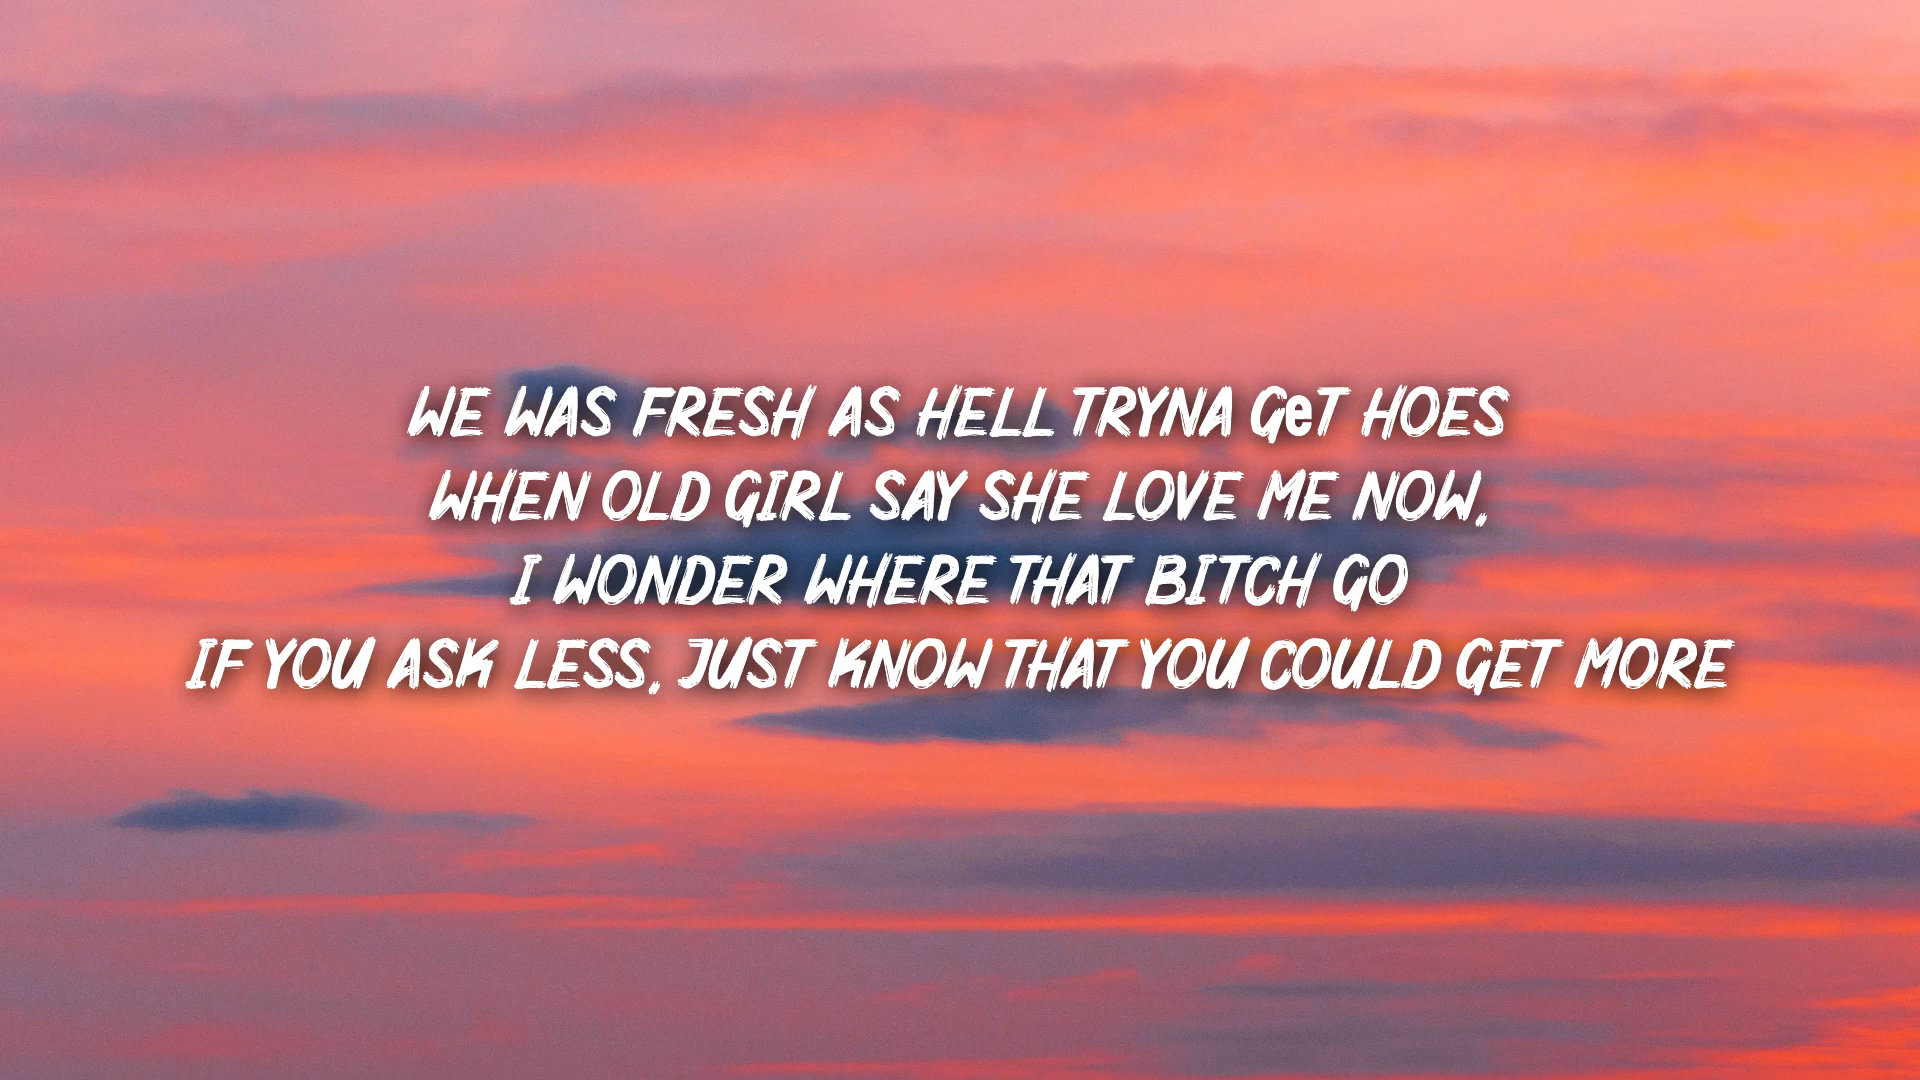 WE WAS FRESH AS HELL TRYNA GeT HOES
WHEN OLD GIRL SAY SHE LOVE ME NOW,
I WONDER WHERE THAT BITCH GO
IF YOU ASK LESS, JUST KNOW THAT YOU COULD GET MORE